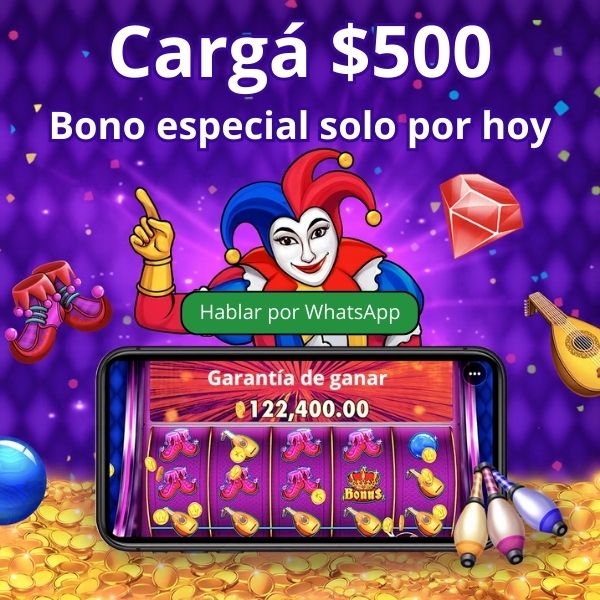 Cargá $500
Bono especial solo por hoy
Hablar por WhatsApp
Garantía de ganar
122,400.00
Bonus